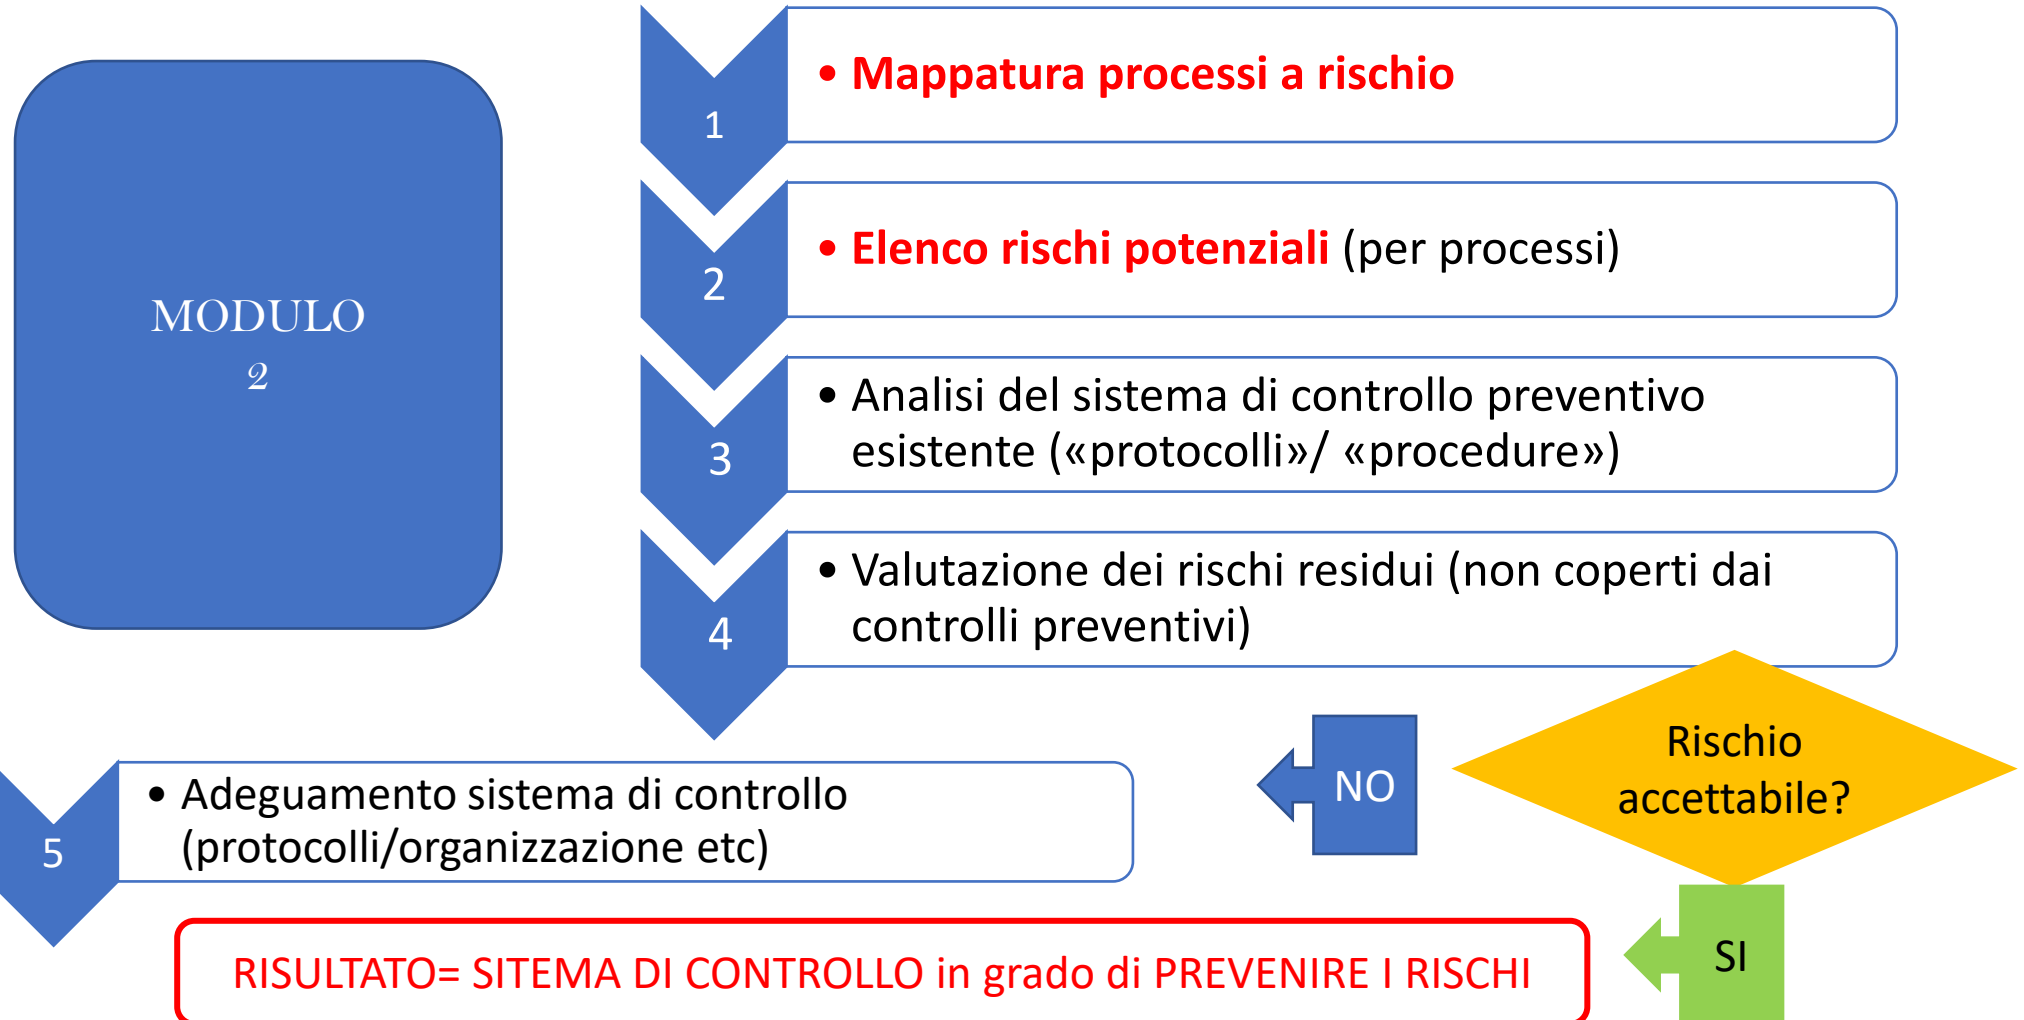 MODULO
2
1
• Mappatura processi a rischio
2
• Elenco rischi potenziali (per processi)
3
• Analisi del sistema di controllo preventivo
esistente («protocolli»/ «procedure»)
4
• Valutazione dei rischi residui (non coperti dai
controlli preventivi)
Rischio
accettabile?
NO
5
• Adeguamento sistema di controllo
(protocolli/organizzazione etc)
SI
RISULTATO= SITEMA DI CONTROLLO in grado di PREVENIRE I RISCHI